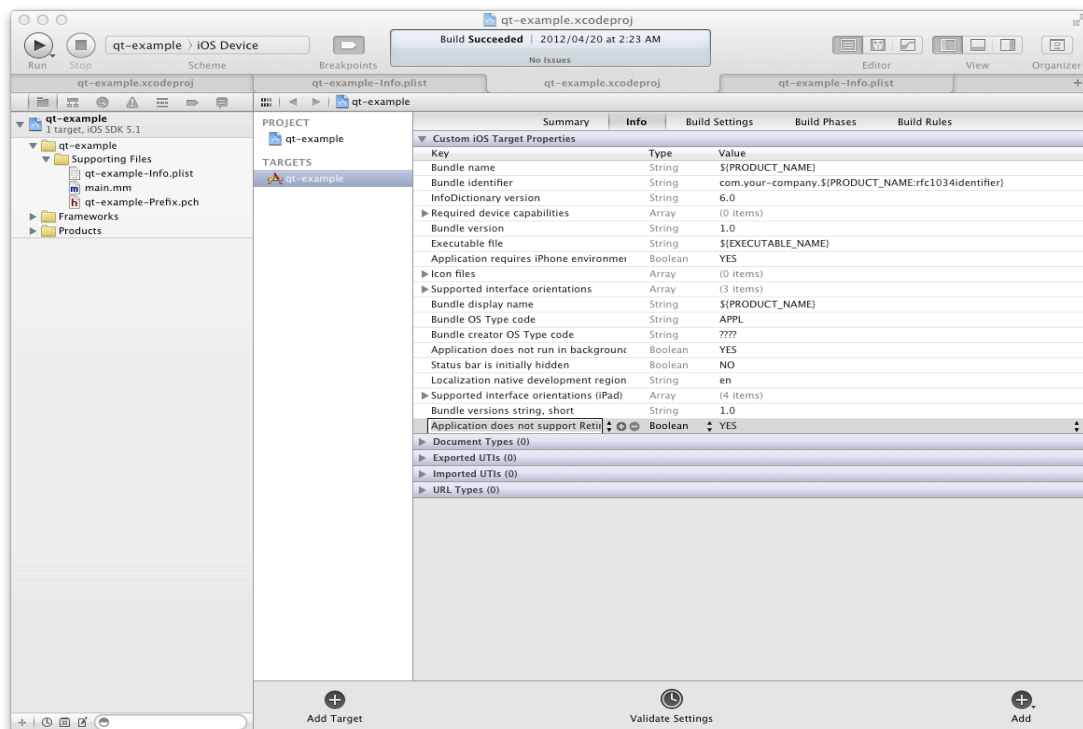 qt-example.xcodeproj
qt-example 〉 iOS Device
Build Succeeded | 2012/04/20 at 2:23 AM
No Issues
Run Stop Scheme Breakpoints Editor View Organizer
qt-example.xcodeproj qt-example-Info.plist qt-example.xcodeproj qt-example-Info.plist +
qt-example
qt-example
1 target, iOS SDK 5.1
qt-example
Supporting Files
qt-example-Info.plist
m main.mm
h qt-example-Prefix.pch
Frameworks
Products
PROJECT
qt-example
TARGETS
qt-example
Summary Info Build Settings Build Phases Build Rules
Custom iOS Target Properties
Key Type Value
Bundle name String ${PRODUCT_NAME}
Bundle identifier String com.your-company.${PRODUCT_NAME:rfc1034identifier}
InfoDictionary version String 6.0
Required device capabilities Array (0 items)
Bundle version String 1.0
Executable file String ${EXECUTABLE_NAME}
Application requires iPhone environmer Boolean YES
Icon files Array (0 items)
Supported interface orientations Array (3 items)
Bundle display name String ${PRODUCT_NAME}
Bundle OS Type code String APPL
Bundle creator OS Type code String ????
Application does not run in background Boolean YES
Status bar is initially hidden Boolean NO
Localization native development region String en
Supported interface orientations (iPad) Array (4 items)
Bundle versions string, short String 1.0
Application does not support Retin Boolean YES
Document Types (0)
Exported UTIs (0)
Imported UTIs (0)
URL Types (0)
Add Target Validate Settings Add